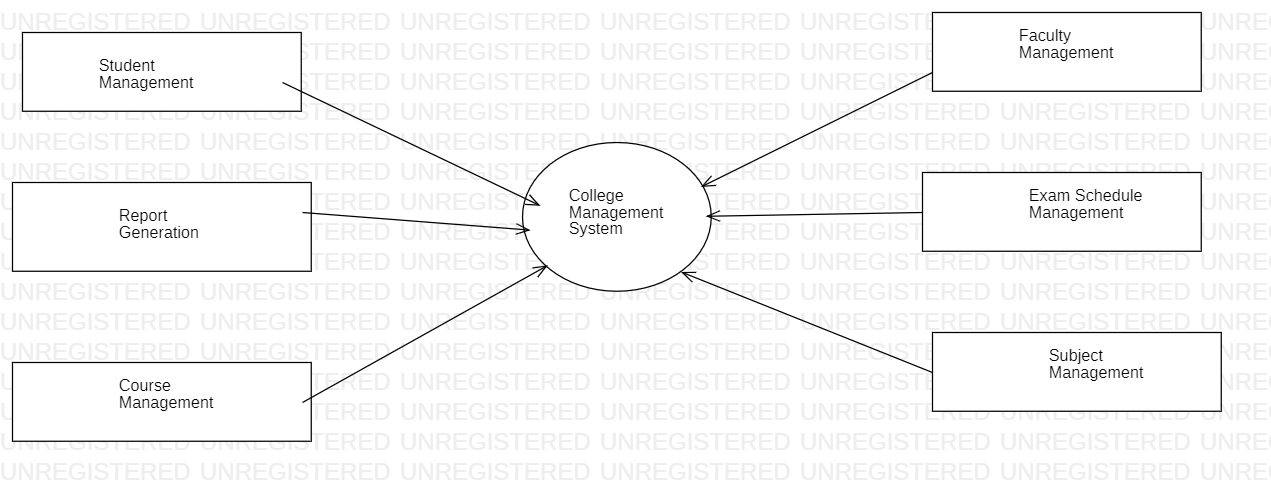 Student
Management
Report
Generation
Course
Management
College
Management
System
Faculty
Management
Exam Schedule
Management
Subject
Management
UNREGISTERED